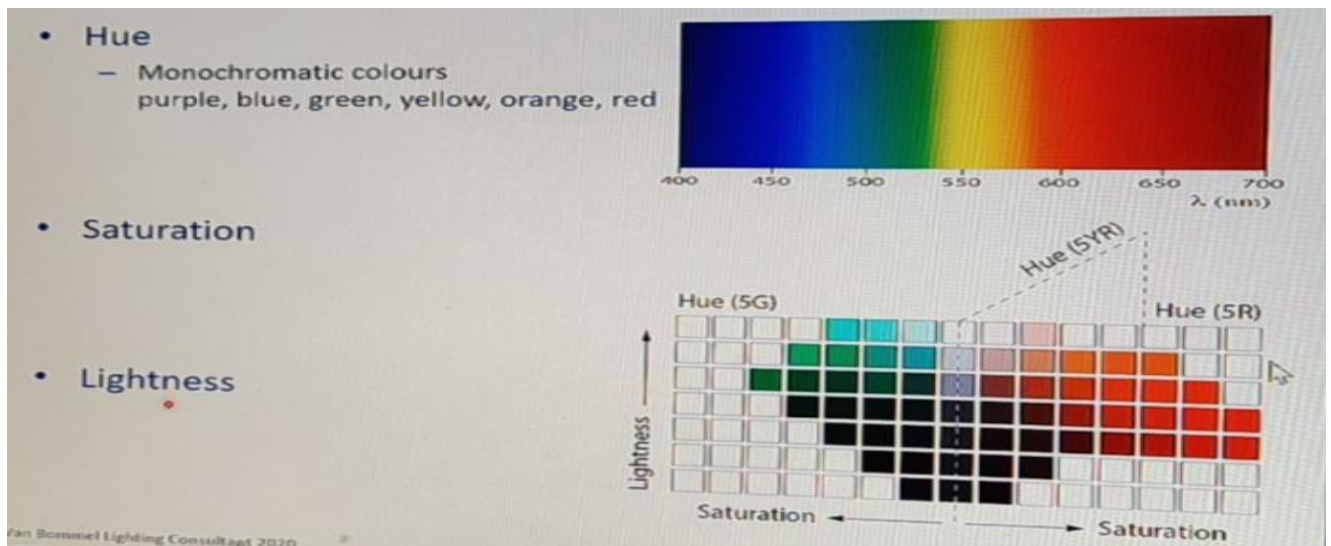 • Hue
– Monochromatic colours
purple, blue, green, yellow, orange, red
400 450 500 550 600 650 700
λ (nm)
• Saturation
Hue (5YR)
Hue (5G)
Hue (5R)
• Lightness
Lightness
Saturation
Saturation
Van Bommel Lighting Consultant 2020